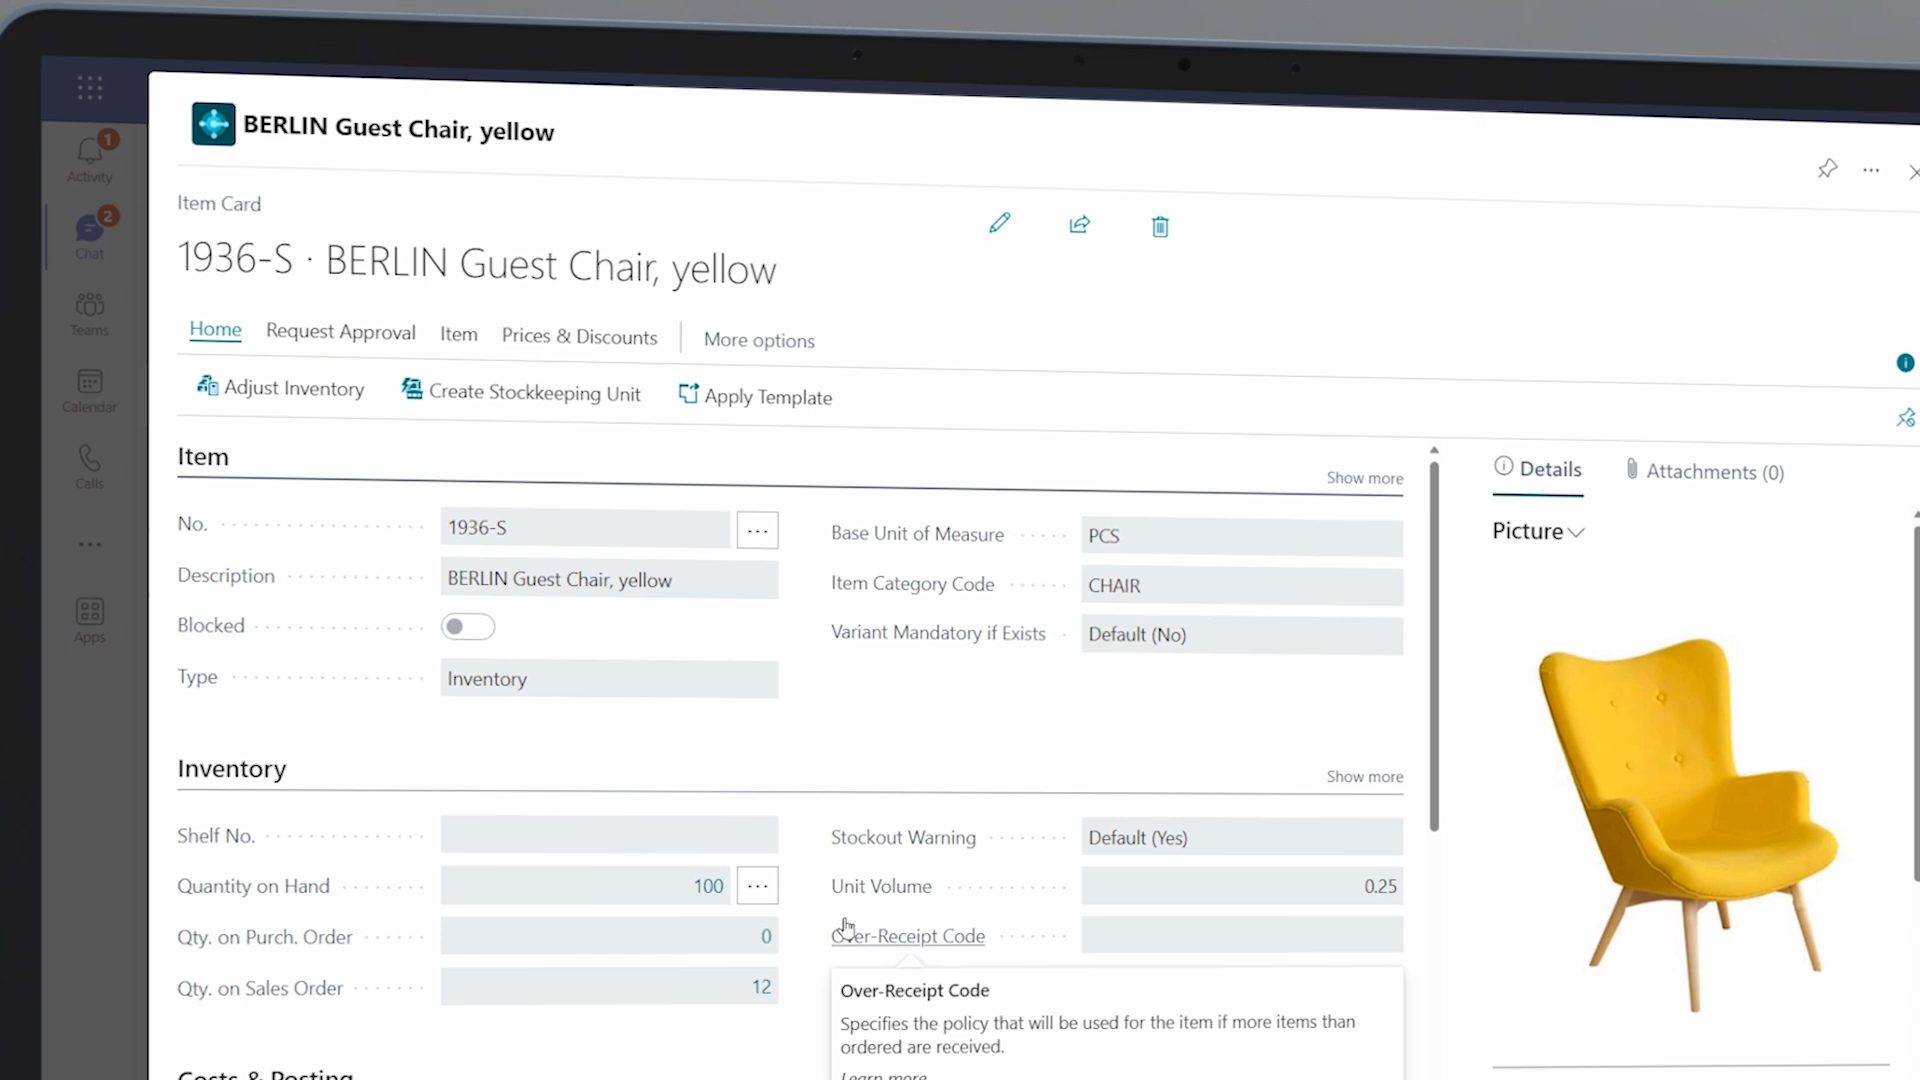 BERLIN Guest Chair, yellow
1
Activity
2
Chat
Teams
Calendar
Calls
Apps
Item Card
1936-S · BERLIN Guest Chair, yellow
Home Request Approval Item Prices & Discounts More options
Adjust Inventory Create Stockkeeping Unit Apply Template
Item Show more
No. 1936-S
Description BERLIN Guest Chair, yellow
Blocked
Type Inventory
Base Unit of Measure PCS
Item Category Code CHAIR
Variant Mandatory if Exists Default (No)
Inventory Show more
Shelf No.
Quantity on Hand 100
Qty. on Purch. Order 0
Qty. on Sales Order 12
Stockout Warning Default (Yes)
Unit Volume 0.25
Over-Receipt Code
Over-Receipt Code
Specifies the policy that will be used for the item if more items than
ordered are received.
Learn more
Costs & Posting
Details Attachments (0)
Picture